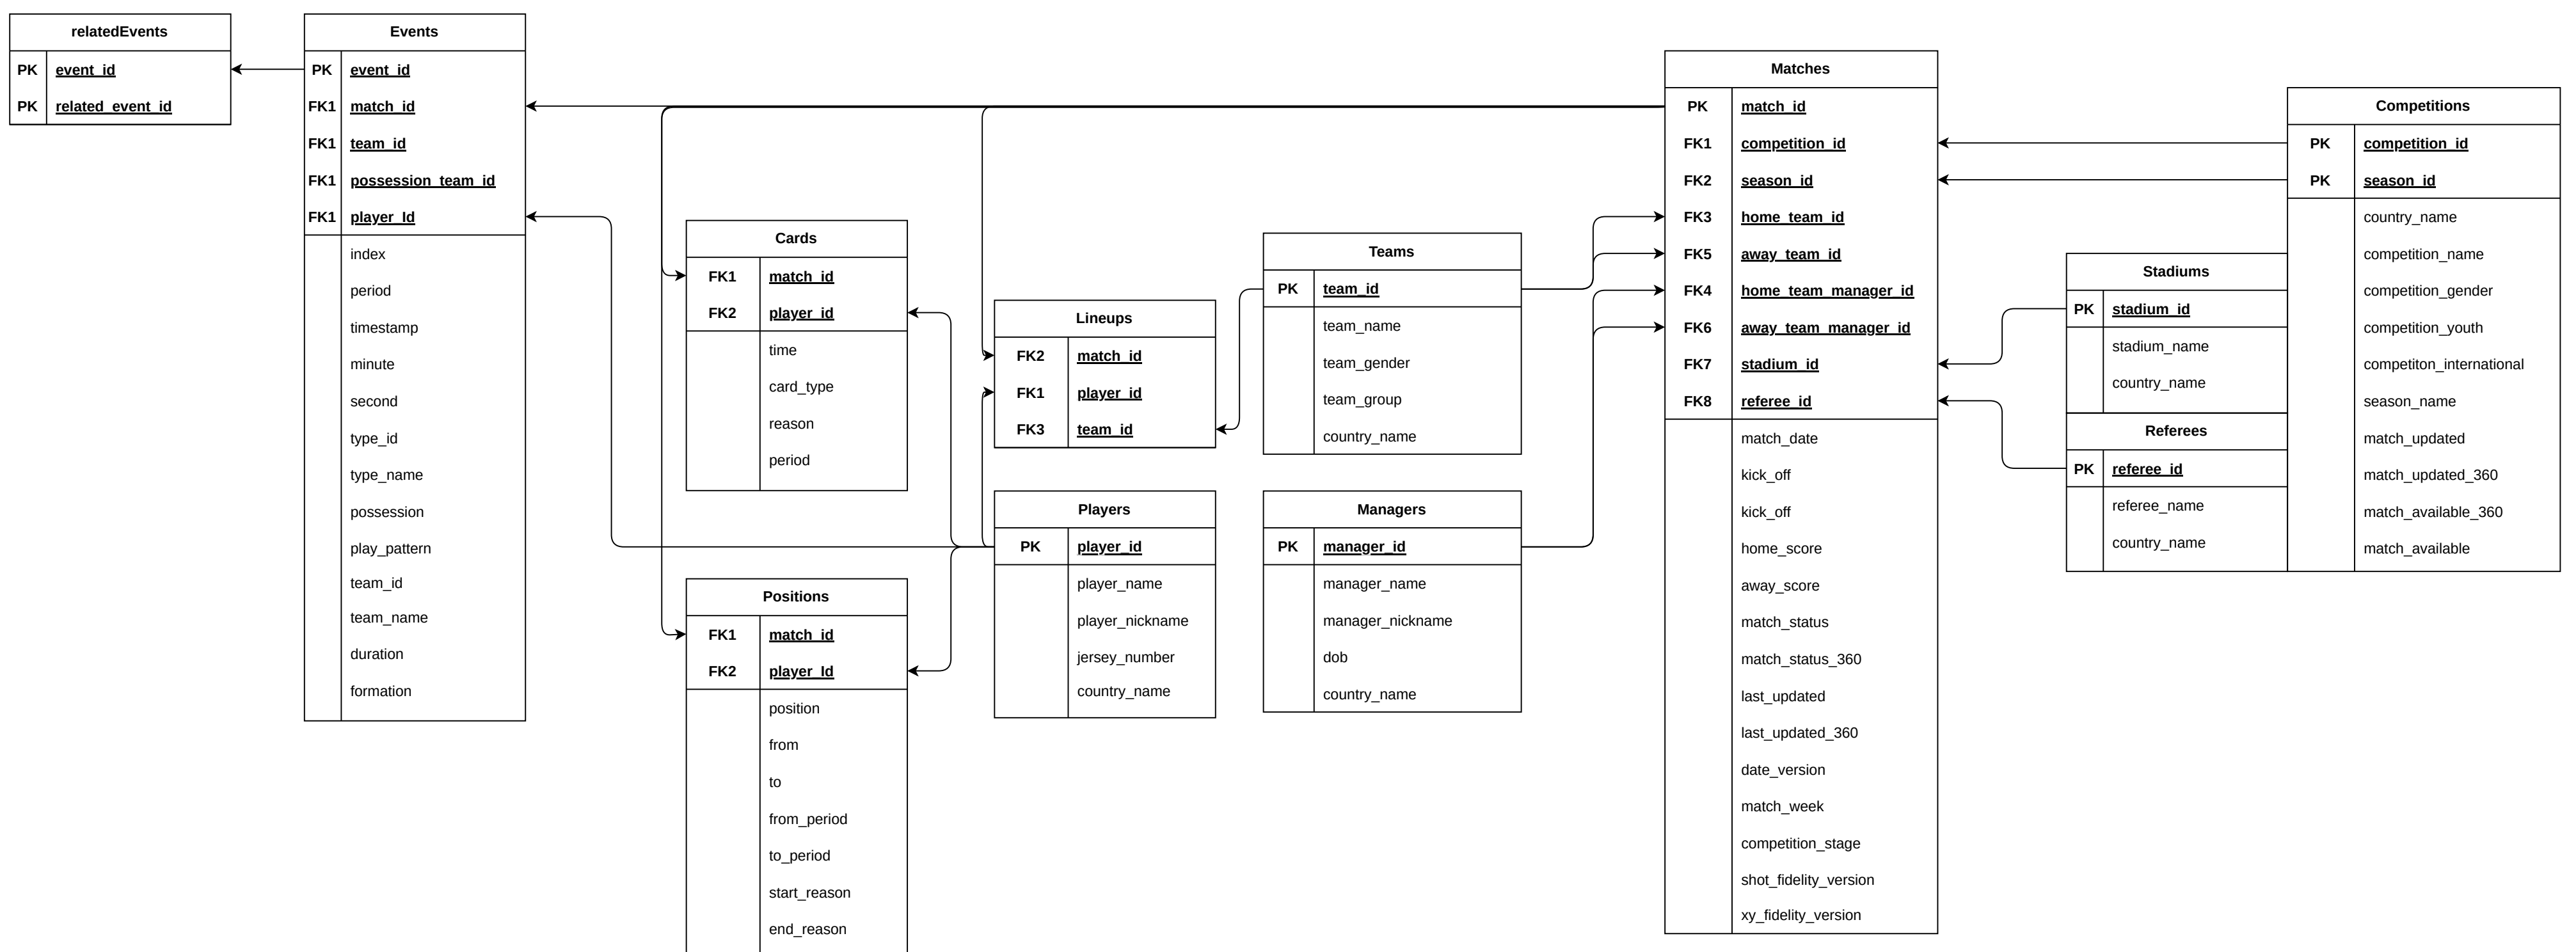 relatedEvents
PK event_id
PK related_event_id
Events
PK event_id
FK1 match_id
FK1 team_id
FK1 possession_team_id
FK1 player_Id
index
period
timestamp
minute
second
type_id
type_name
possession
play_pattern
team_id
team_name
duration
formation
Cards
FK1 match_id
FK2 player_id
time
card_type
reason
period
Positions
FK1 match_id
FK2 player_Id
position
from
to
from_period
to_period
start_reason
end_reason
Lineups
FK2 match_id
FK1 player_id
FK3 team_id
Players
PK player_id
player_name
player_nickname
jersey_number
country_name
Teams
PK team_id
team_name
team_gender
team_group
country_name
Managers
PK manager_id
manager_name
manager_nickname
dob
country_name
Matches
PK match_id
FK1 competition_id
FK2 season_id
FK3 home_team_id
FK5 away_team_id
FK4 home_team_manager_id
FK6 away_team_manager_id
FK7 stadium_id
FK8 referee_id
match_date
kick_off
kick_off
home_score
away_score
match_status
match_status_360
last_updated
last_updated_360
date_version
match_week
competition_stage
shot_fidelity_version
xy_fidelity_version
Stadiums
PK stadium_id
stadium_name
country_name
Referees
PK referee_id
referee_name
country_name
Competitions
PK competition_id
PK season_id
country_name
competition_name
competition_gender
competition_youth
competiton_international
season_name
match_updated
match_updated_360
match_available_360
match_available